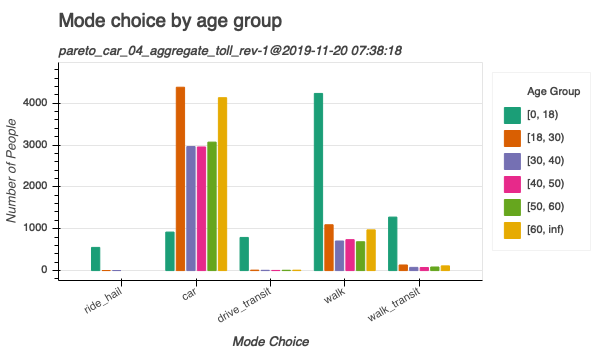 Mode choice by age group
pareto_car_04_aggregate_toll_rev-1@2019-11-20 07:38:18
Number of People
4000
3000
2000
1000
0
ride_hail
car
drive_transit
walk
walk_transit
Mode Choice
Age Group
[0, 18)
[18, 30)
[30, 40)
[40, 50)
[50, 60)
[60, inf)